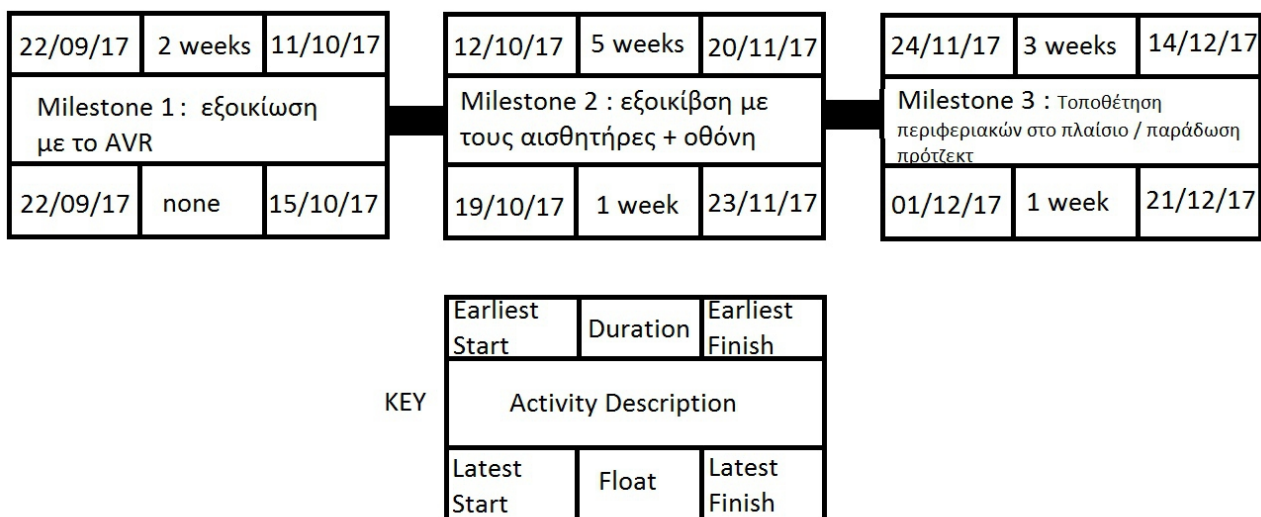 22/09/17 2 weeks 11/10/17
Milestone 1 : εξοικίωση
με το AVR
22/09/17 none 15/10/17
12/10/17 5 weeks 20/11/17
Milestone 2 : εξοικίβση με
τους αισθητήρες + οθόνη
19/10/17 1 week 23/11/17
24/11/17 3 weeks 14/12/17
Milestone 3 : Τοποθέτηση
περιφεριακών στο πλαίσιο / παράδωση
πρότζεκτ
01/12/17 1 week 21/12/17
KEY
Earliest
Start
Duration
Earliest
Finish
Activity Description
Latest
Start
Float
Latest
Finish